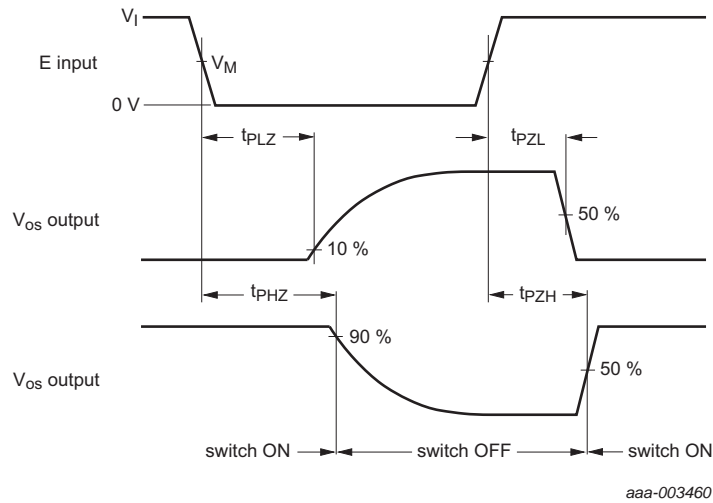 V_I
E input
V_M
0 V
t_PLZ
t_PZL
V_os output
50 %
10 %
t_PHZ
t_PZH
90 %
V_os output
50 %
switch ON
switch OFF
switch ON
aaa-003460